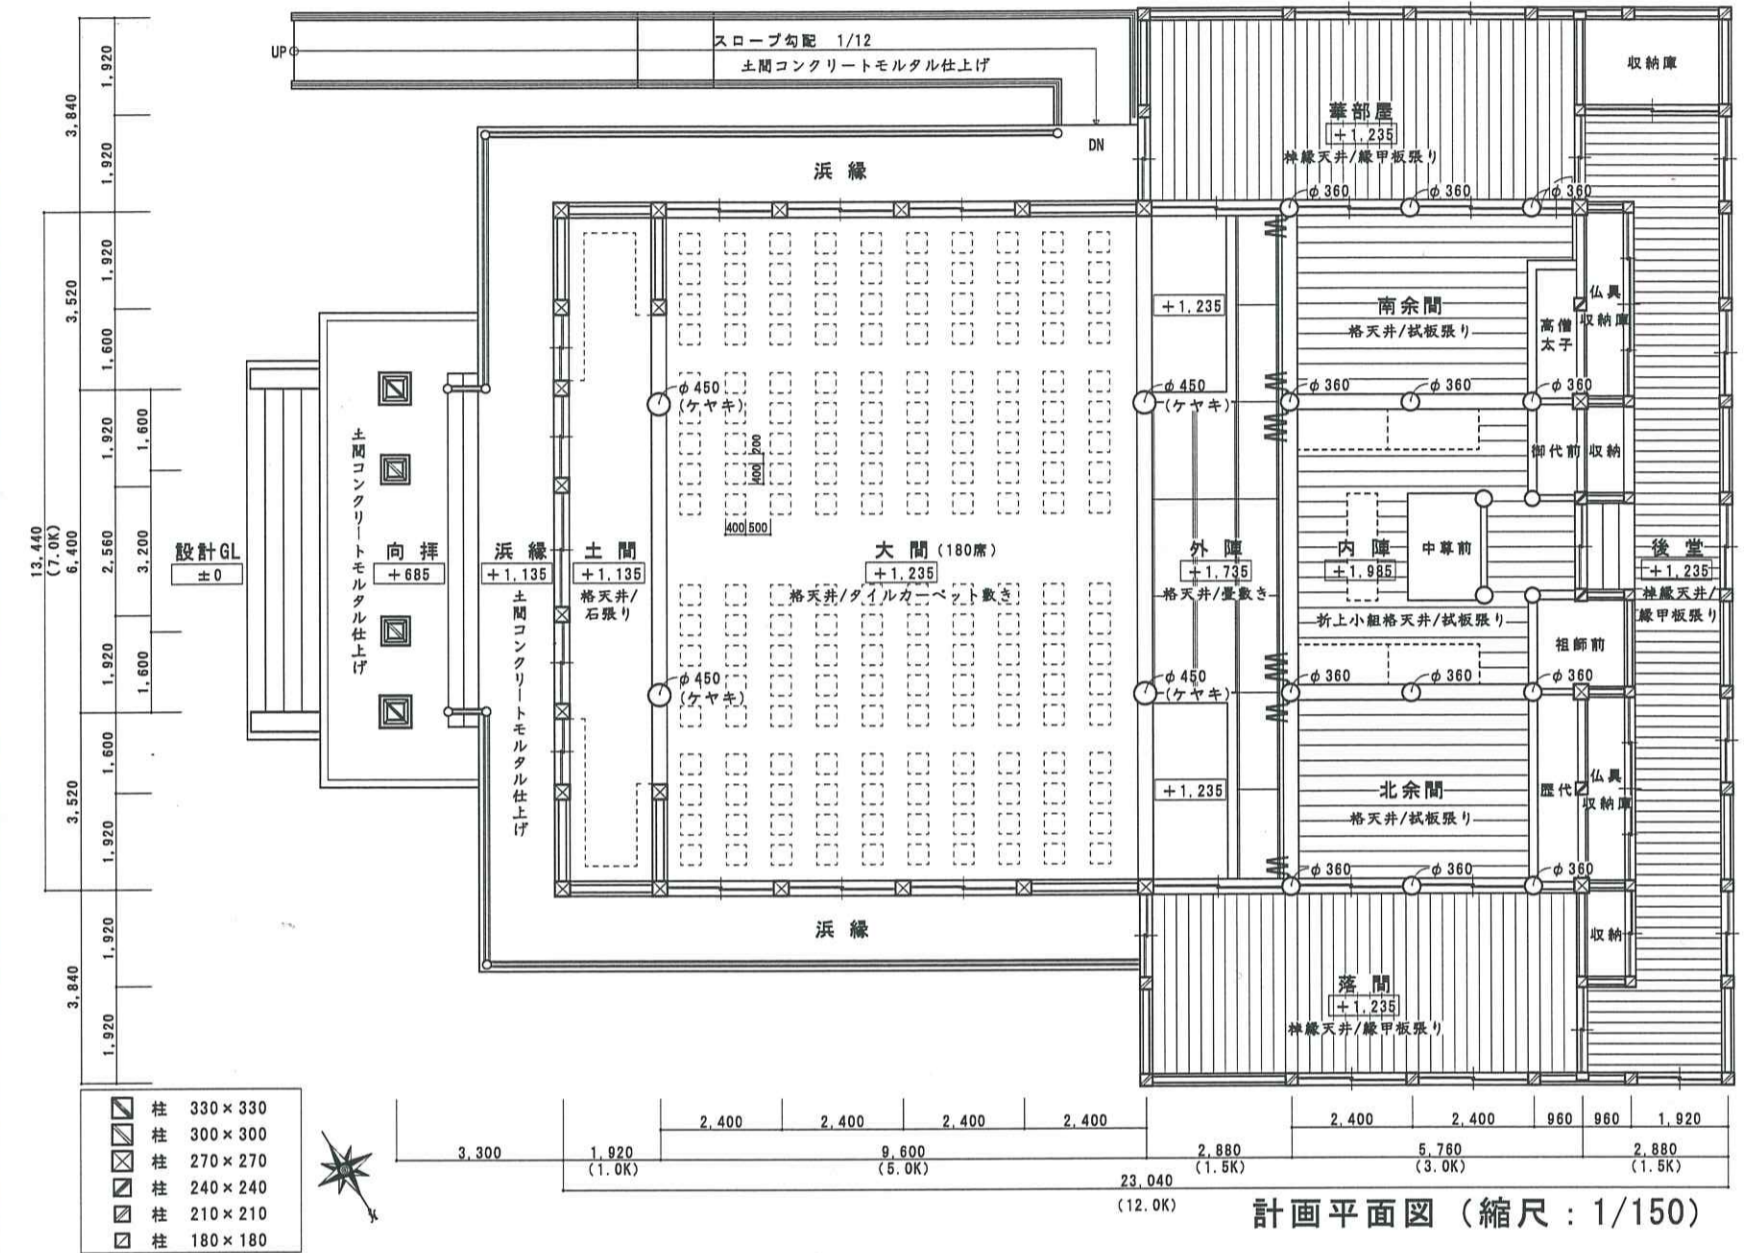 スロープ勾配 1/12
UP
土間コンクリートモルタル仕上げ
収納庫
DN
華部屋
+1,235
棹縁天井/縁甲板張り
浜縁
φ360
φ360
φ360
+1,235
南余間
格天井/拭板張り
高僧
太子
仏具
収納庫
φ450
(ケヤキ)
φ450
(ケヤキ)
φ360
φ360
φ360
御代前
収納
200
400
400
500
設計GL
±0
土間コンクリートモルタル仕上げ
向拝
+685
浜縁
+1,135
土間コンクリートモルタル仕上げ
土間
+1,135
格天井/
石張り
大間(180席)
+1,235
格天井/タイルカーペット敷き
外陣
+1,735
格天井/畳敷き
内陣
+1,985
折上小組格天井/拭板張り
中尊前
後堂
+1,235
棹縁天井/
縁甲板張り
祖師前
φ450
(ケヤキ)
φ450
(ケヤキ)
φ360
φ360
φ360
+1,235
北余間
格天井/拭板張り
歴代
仏具
収納庫
φ360
φ360
φ360
浜縁
収納
落間
+1,235
棹縁天井/縁甲板張り
3,840
3,520
13,440
(7.0K)
6,400
3,520
3,840
1,920
1,920
1,920
1,600
1,920
2,560
1,920
1,600
1,920
1,920
1,920
1,600
3,200
1,600
2,400
2,400
2,400
2,400
2,400
2,400
960
960
1,920
3,300
1,920
(1.0K)
9,600
(5.0K)
2,880
(1.5K)
5,760
(3.0K)
2,880
(1.5K)
23,040
(12.0K)
柱 330×330
柱 300×300
柱 270×270
柱 240×240
柱 210×210
柱 180×180
N
計画平面図(縮尺:1/150)